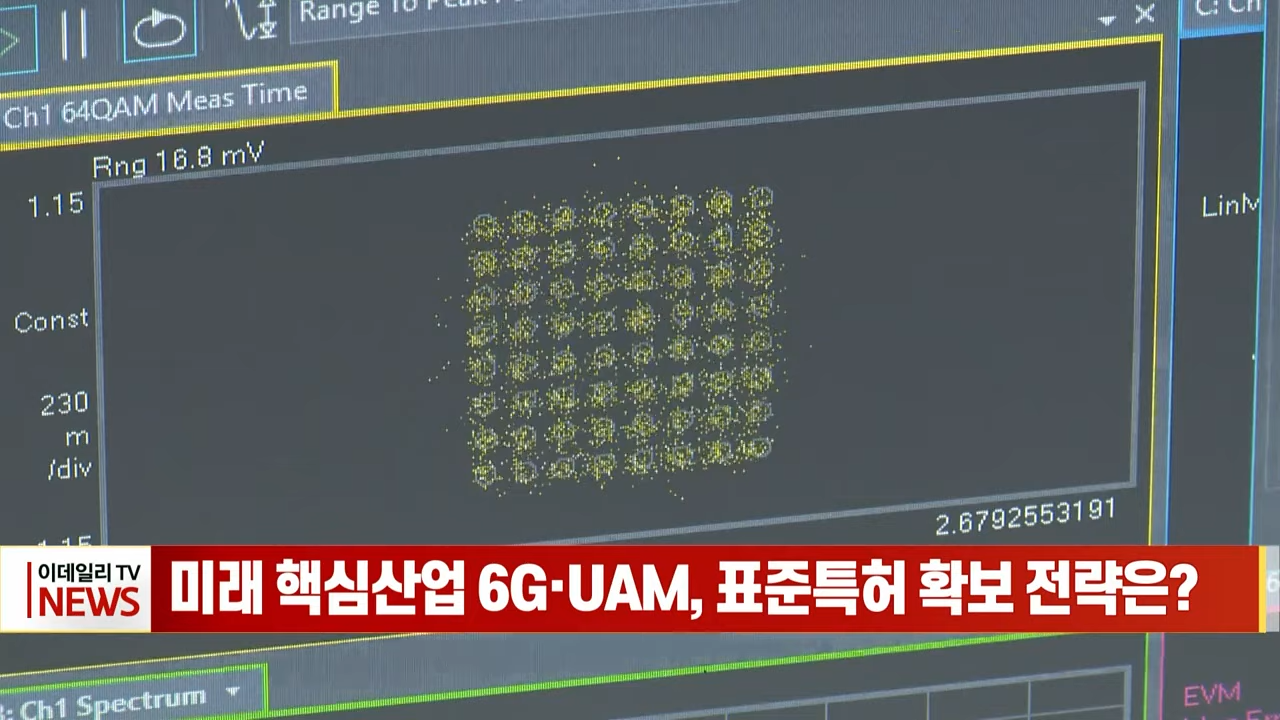 Range To Peak
C: Ch
Ch1 64QAM Meas Time
Rng 16.8 mV
1.15
Const
230
m
/div
LinM
2.6792553191
이데일리 TV
NEWS
미래 핵심산업 6G·UAM, 표준특허 확보 전략은?
Ch1 Spectrum
EVM